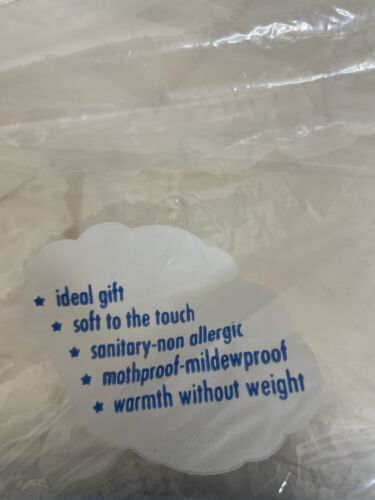 ★ ideal gift
★ soft to the touch
★ sanitary-non allergic
★ mothproof-mildewproof
★ warmth without weight